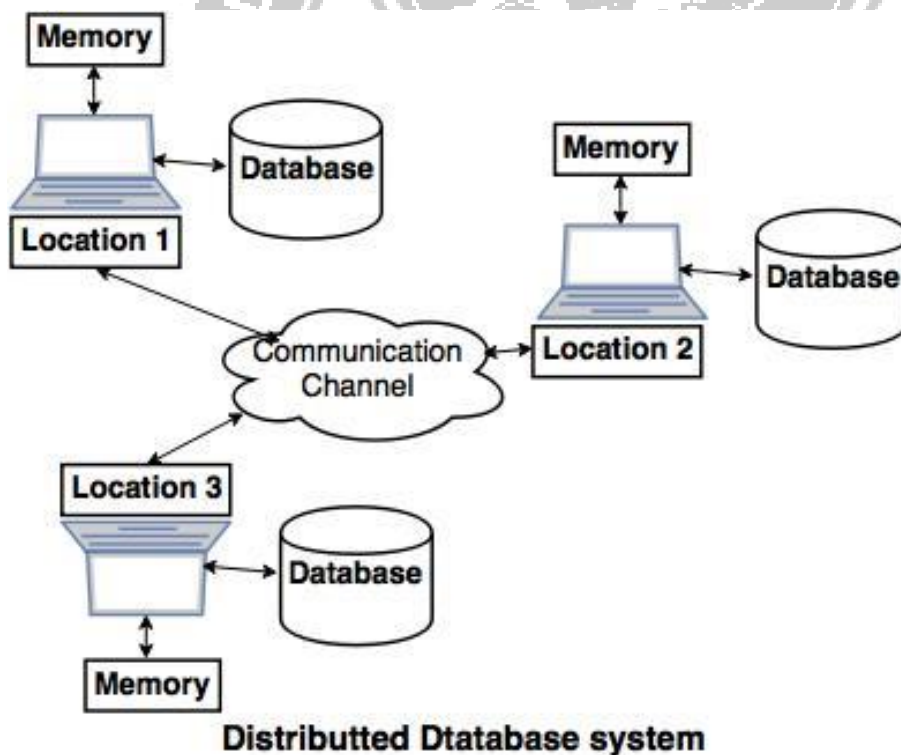 Memory
Database
Location 1
Memory
Database
Location 2
Communication
Channel
Location 3
Database
Memory
Distributted Dtatabase system